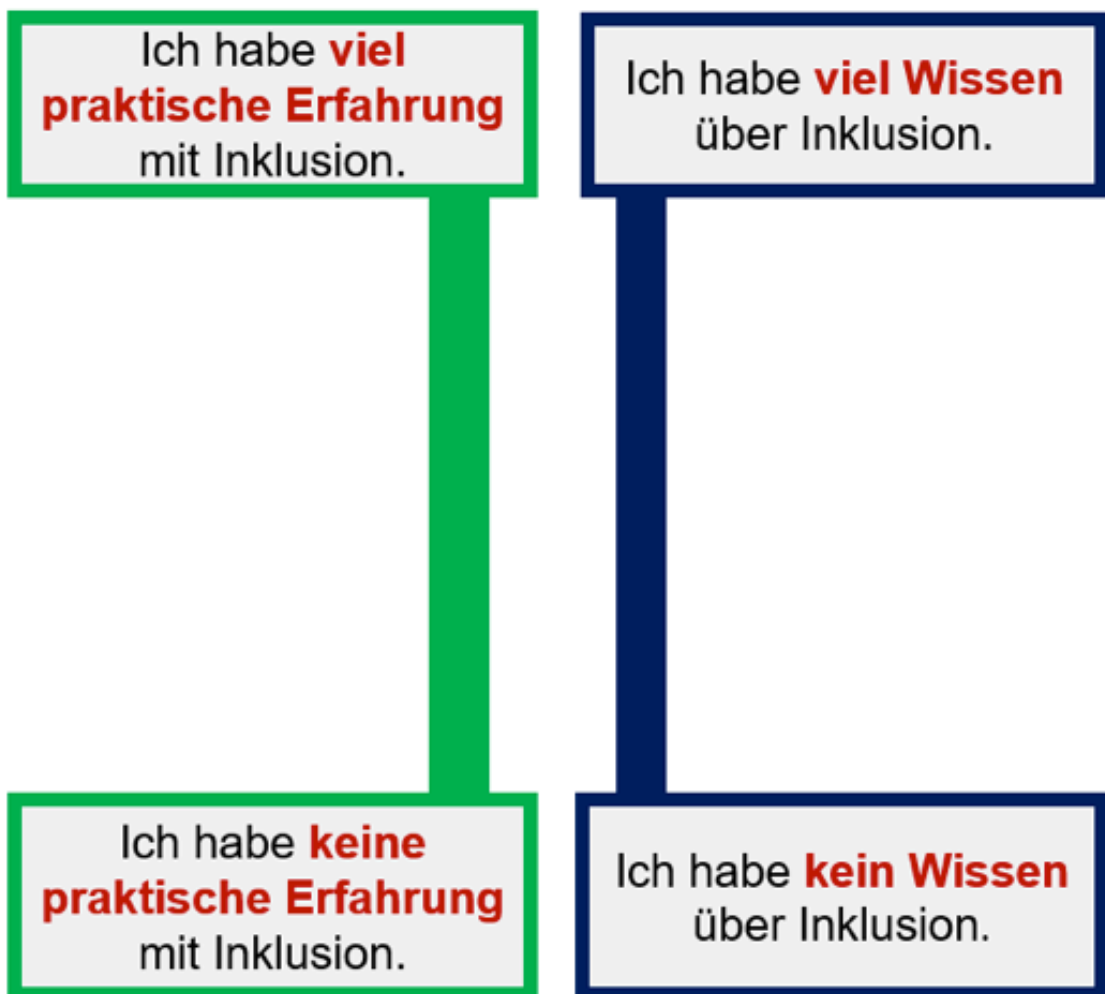 Ich habe viel
praktische Erfahrung
mit Inklusion.
Ich habe viel Wissen
über Inklusion.
Ich habe keine
praktische Erfahrung
mit Inklusion.
Ich habe kein Wissen
über Inklusion.